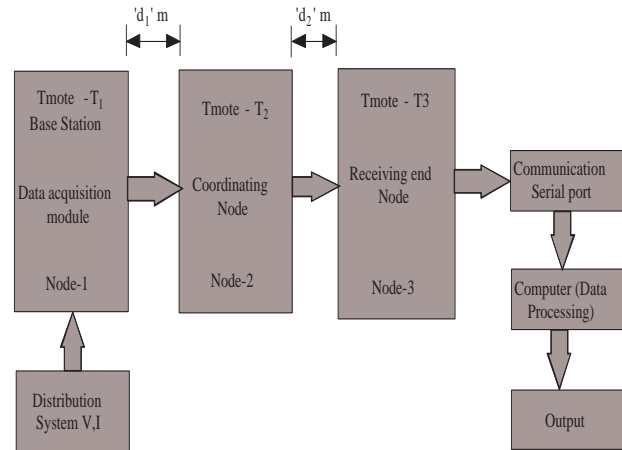 'd₁' m
'd₂' m
Tmote - T₁
Base Station
Data acquisition
module
Node-1
Tmote - T₂
Coordinating
Node
Node-2
Tmote - T3
Receiving end
Node
Node-3
Communication
Serial port
Computer (Data
Processing)
Output
Distribution
System V,I